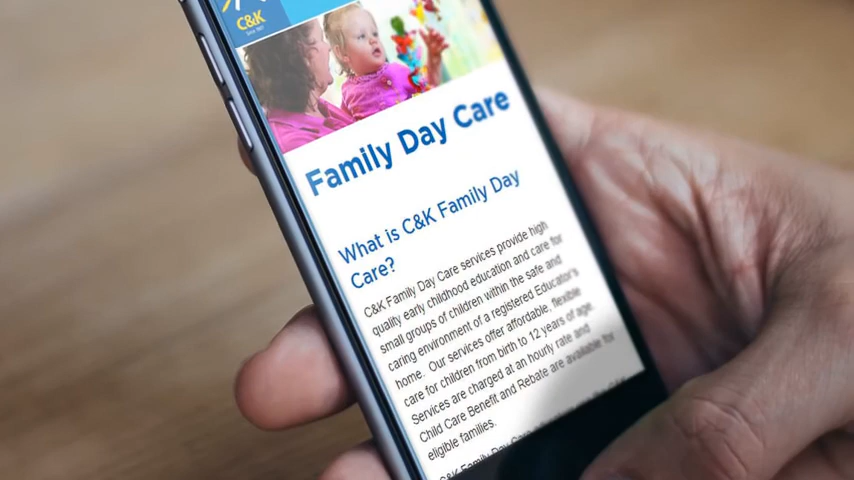 C&K
Family Day Care
What is C&K Family Day
Care?
C&K Family Day Care services provide high
quality early childhood education and care for
small groups of children within the safe and
caring environment of a registered Educator's
home. Our services offer affordable, flexible
care for children from birth to 12 years of age.
Services are charged at an hourly rate and
Child Care Benefit and Rebate are available for
eligible families.
C&K Family Day Care